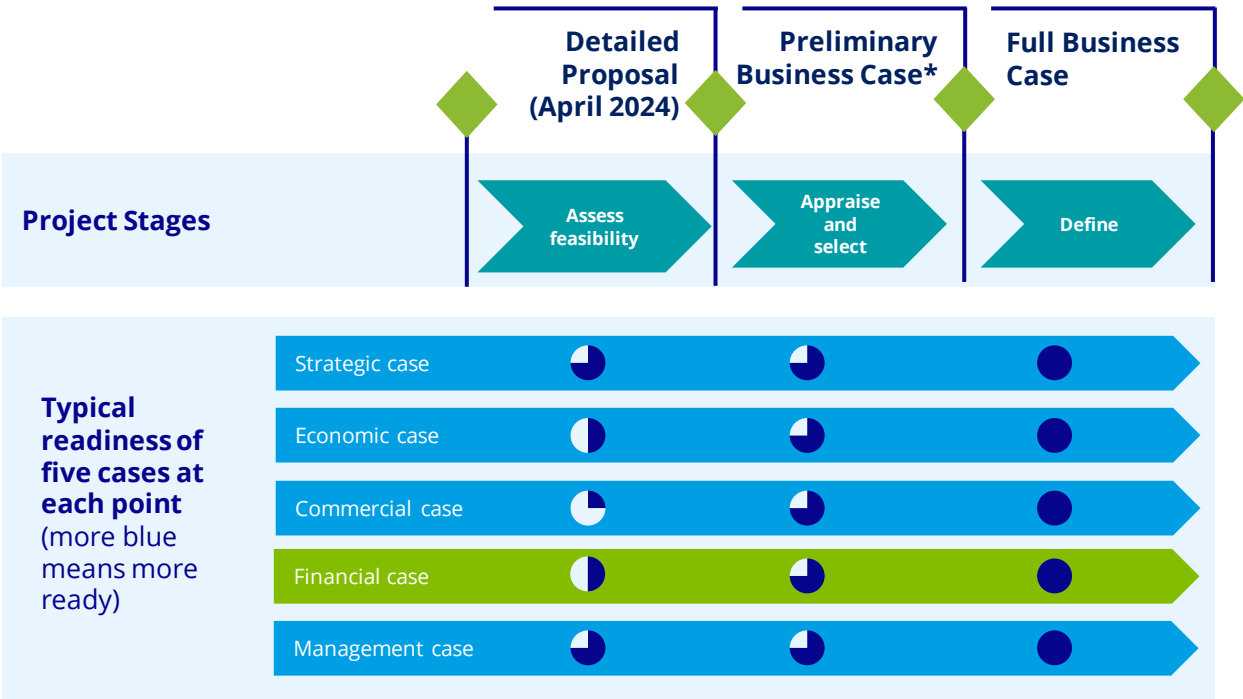 Detailed
Proposal
(April 2024)
Preliminary
Business Case*
Full Business
Case
Project Stages
Assess
feasibility
Appraise
and
select
Define
Typical
readiness of
five cases at
each point
(more blue
means more
ready)
Strategic case
Economic case
Commercial case
Financial case
Management case